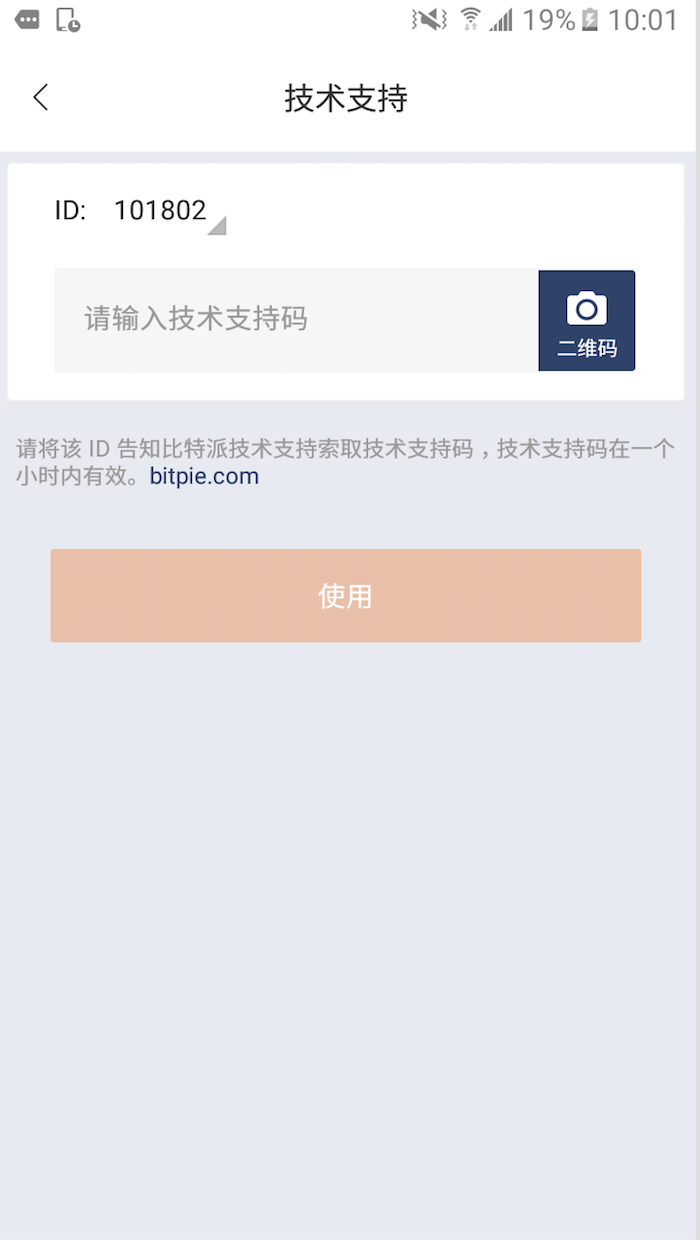 19% 10:01
技术支持
ID: 101802
请输入技术支持码
二维码
请将该 ID 告知比特派技术支持索取技术支持码，技术支持码在一个
小时内有效。bitpie.com
使用